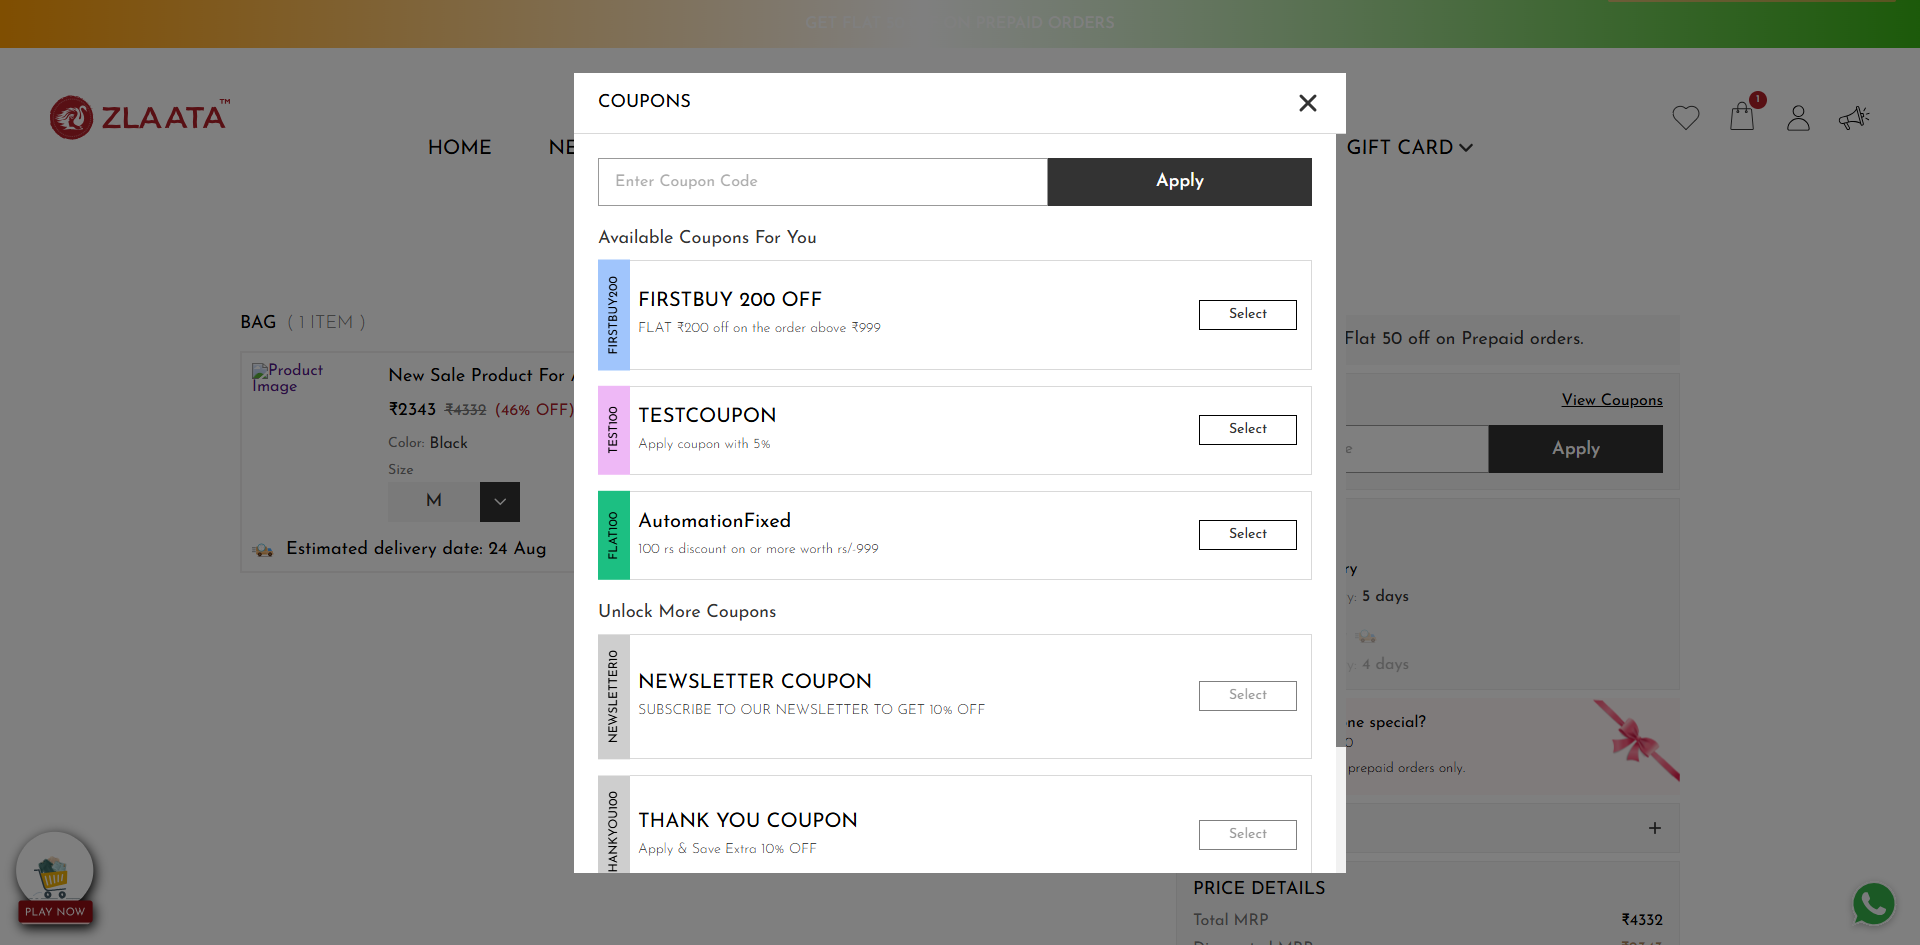 GET FLAT ON PREPAID ORDERS
ZLAATA™
HOME
NE
GIFT CARD
1
COUPONS
Enter Coupon Code
Apply
Available Coupons For You
FIRSTBUY200
FIRSTBUY 200 OFF
FLAT ₹200 off on the order above ₹999
Select
TEST100
TESTCOUPON
Apply coupon with 5%
Select
FLAT100
AutomationFixed
100 rs discount on or more worth rs/-999
Select
Unlock More Coupons
NEWSLETTER10
NEWSLETTER COUPON
SUBSCRIBE TO OUR NEWSLETTER TO GET 10% OFF
Select
HANKYOU100
THANK YOU COUPON
Apply & Save Extra 10% OFF
Select
BAG ( 1 ITEM )
Product
Image
New Sale Product For
₹2343 ₹4332 (46% OFF)
Color: Black
Size
M
Estimated delivery date: 24 Aug
Flat 50 off on Prepaid orders.
View Coupons
e
Apply
ry
y: 5 days
y: 4 days
ne special?
0
prepaid orders only.
+
PRICE DETAILS
Total MRP ₹4332
PLAY NOW